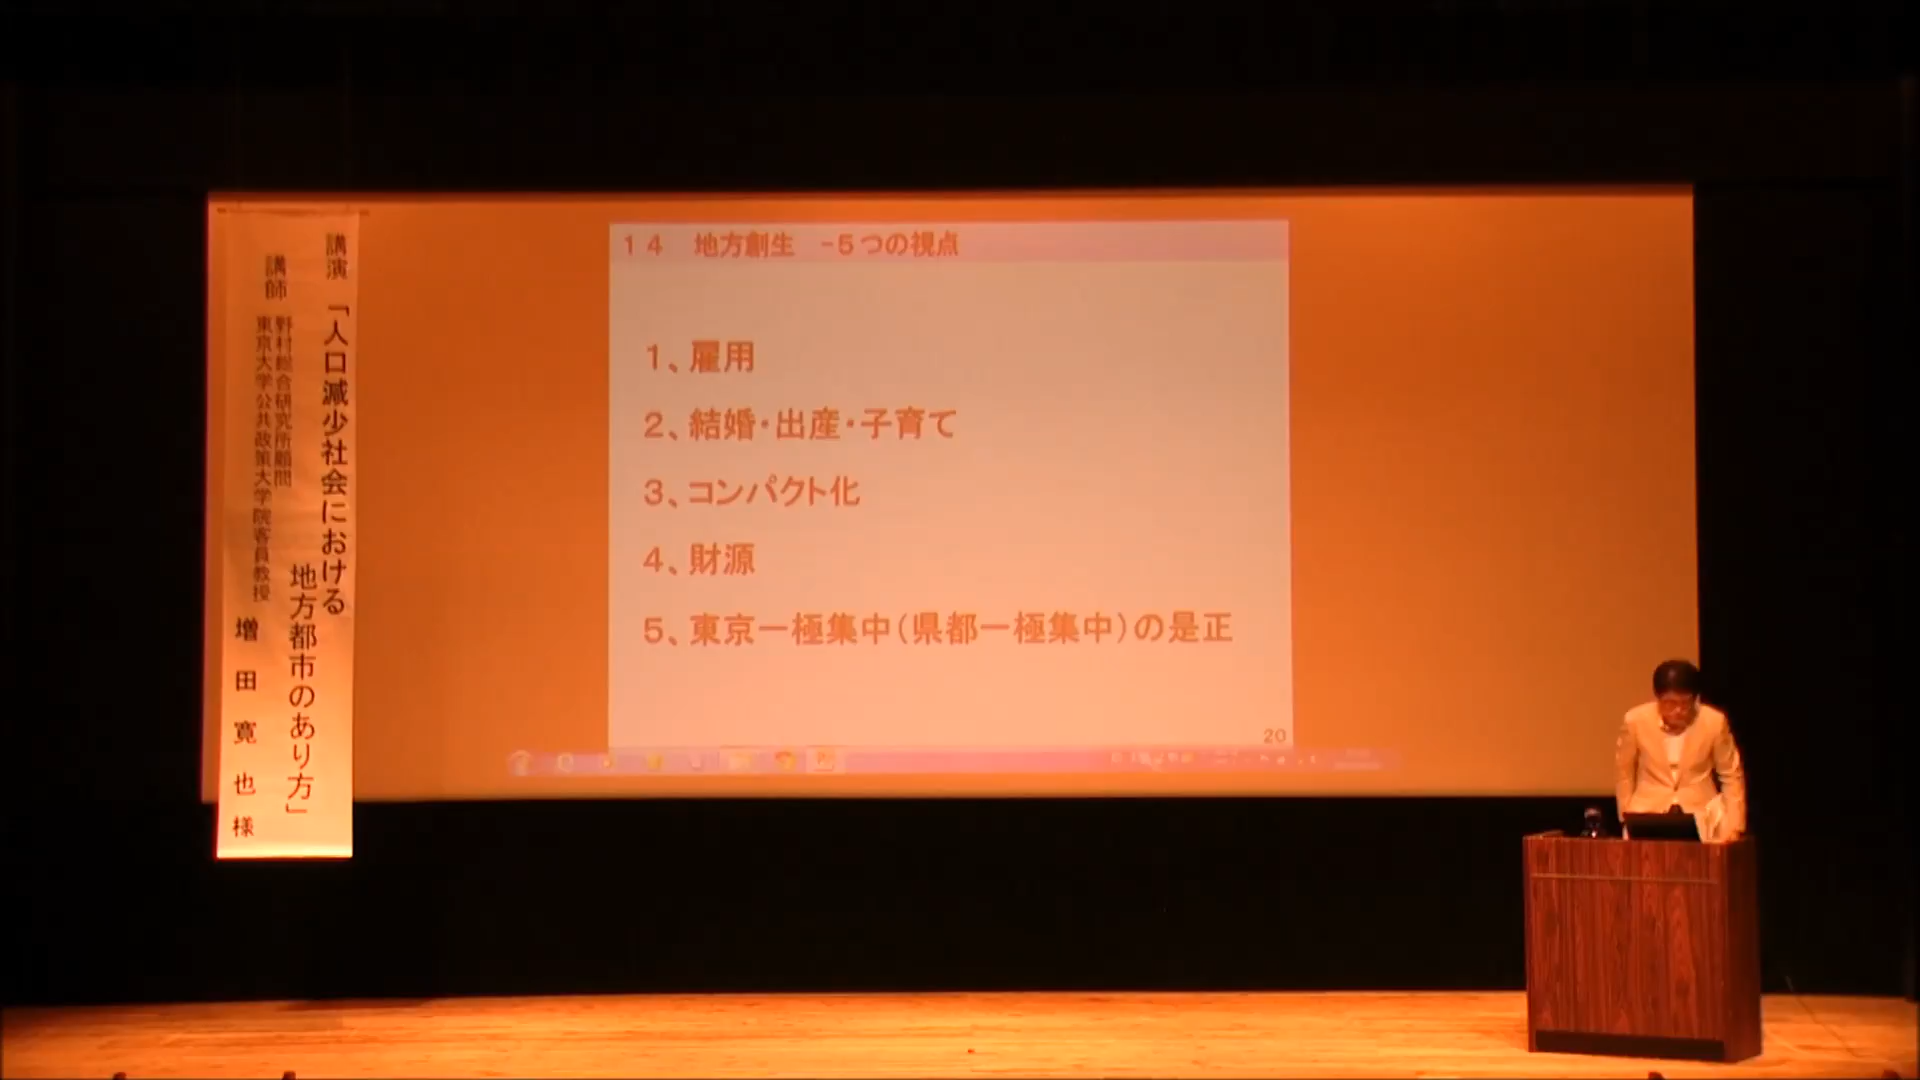 講演 「人口減少社会における
地方都市のあり方」
講師 野村総合研究所顧問
東京大学公共政策大学院客員教授
増田寛也様
14 地方創生 -5つの視点
1、雇用
2、結婚・出産・子育て
3、コンパクト化
4、財源
5、東京一極集中(県都一極集中)の是正
20